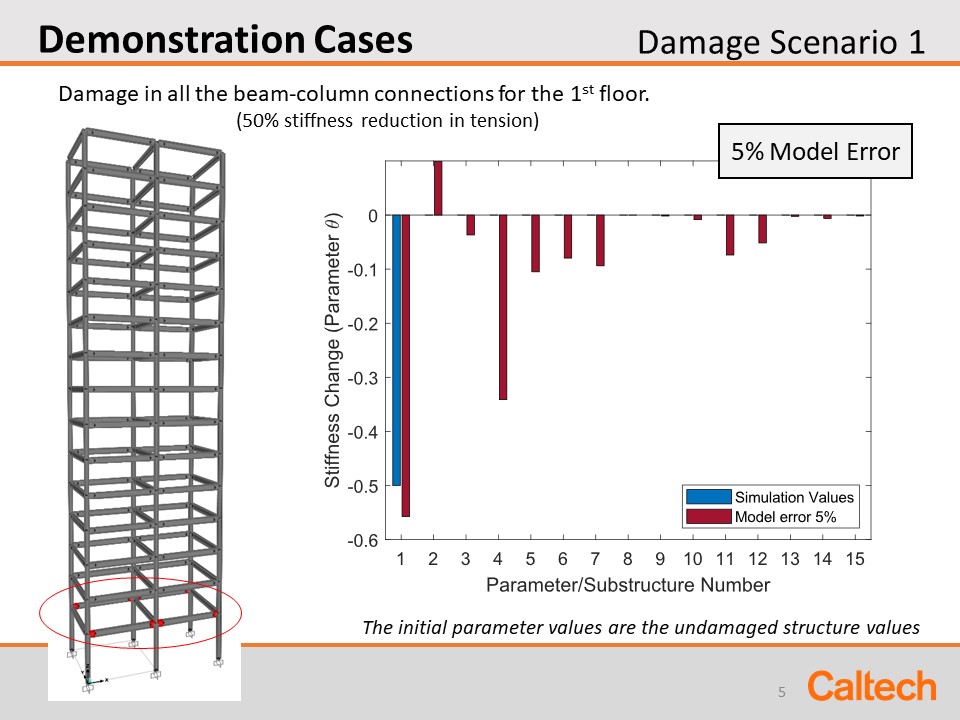 Demonstration Cases
Damage Scenario 1
Damage in all the beam-column connections for the 1st floor.
(50% stiffness reduction in tension)
5% Model Error
Stiffness Change (Parameter θ)
0
-0.1
-0.2
-0.3
-0.4
-0.5
-0.6
Simulation Values
Model error 5%
1 2 3 4 5 6 7 8 9 10 11 12 13 14 15
Parameter/Substructure Number
The initial parameter values are the undamaged structure values
5
Caltech